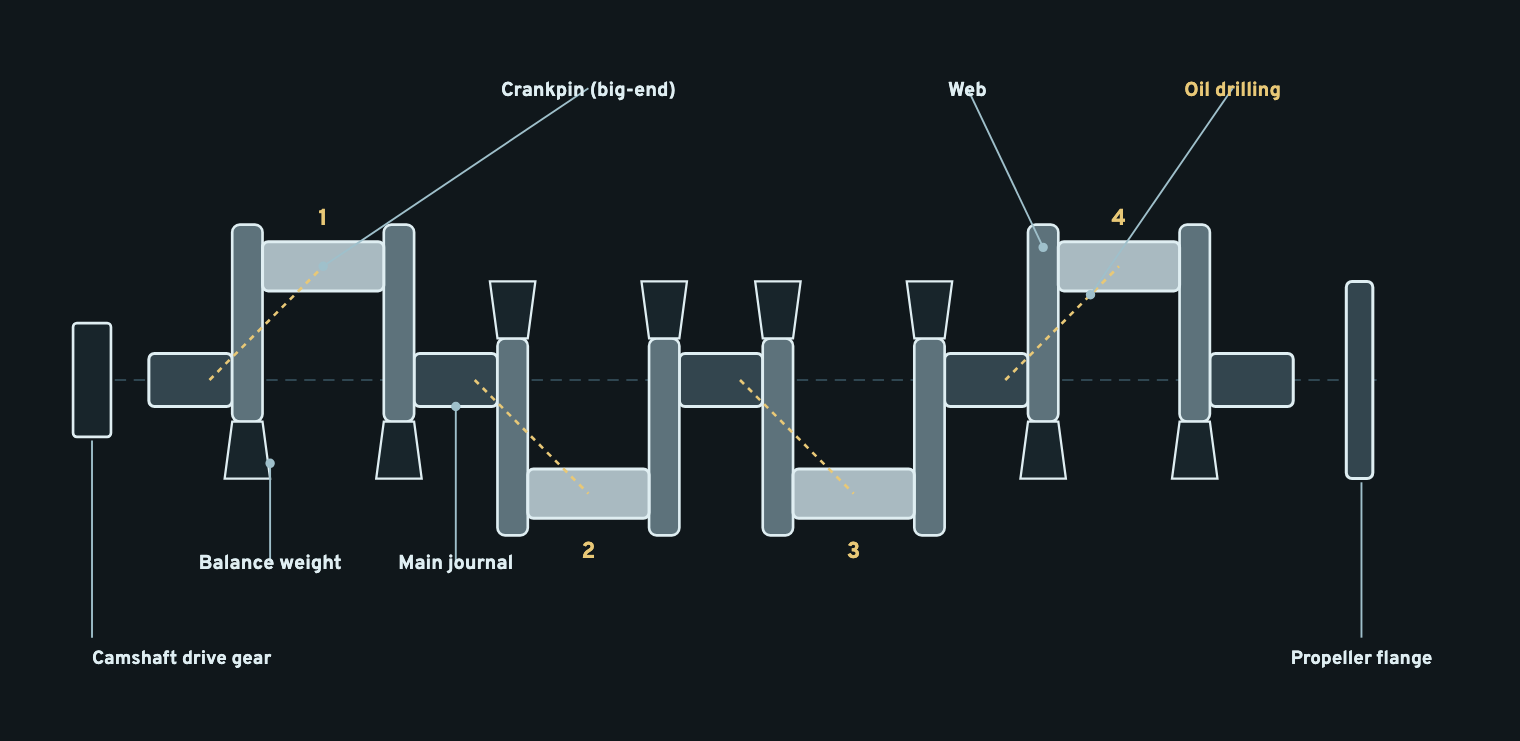 Crankpin (big-end)
Web
Oil drilling
1
4
2
3
Balance weight
Main journal
Camshaft drive gear
Propeller flange